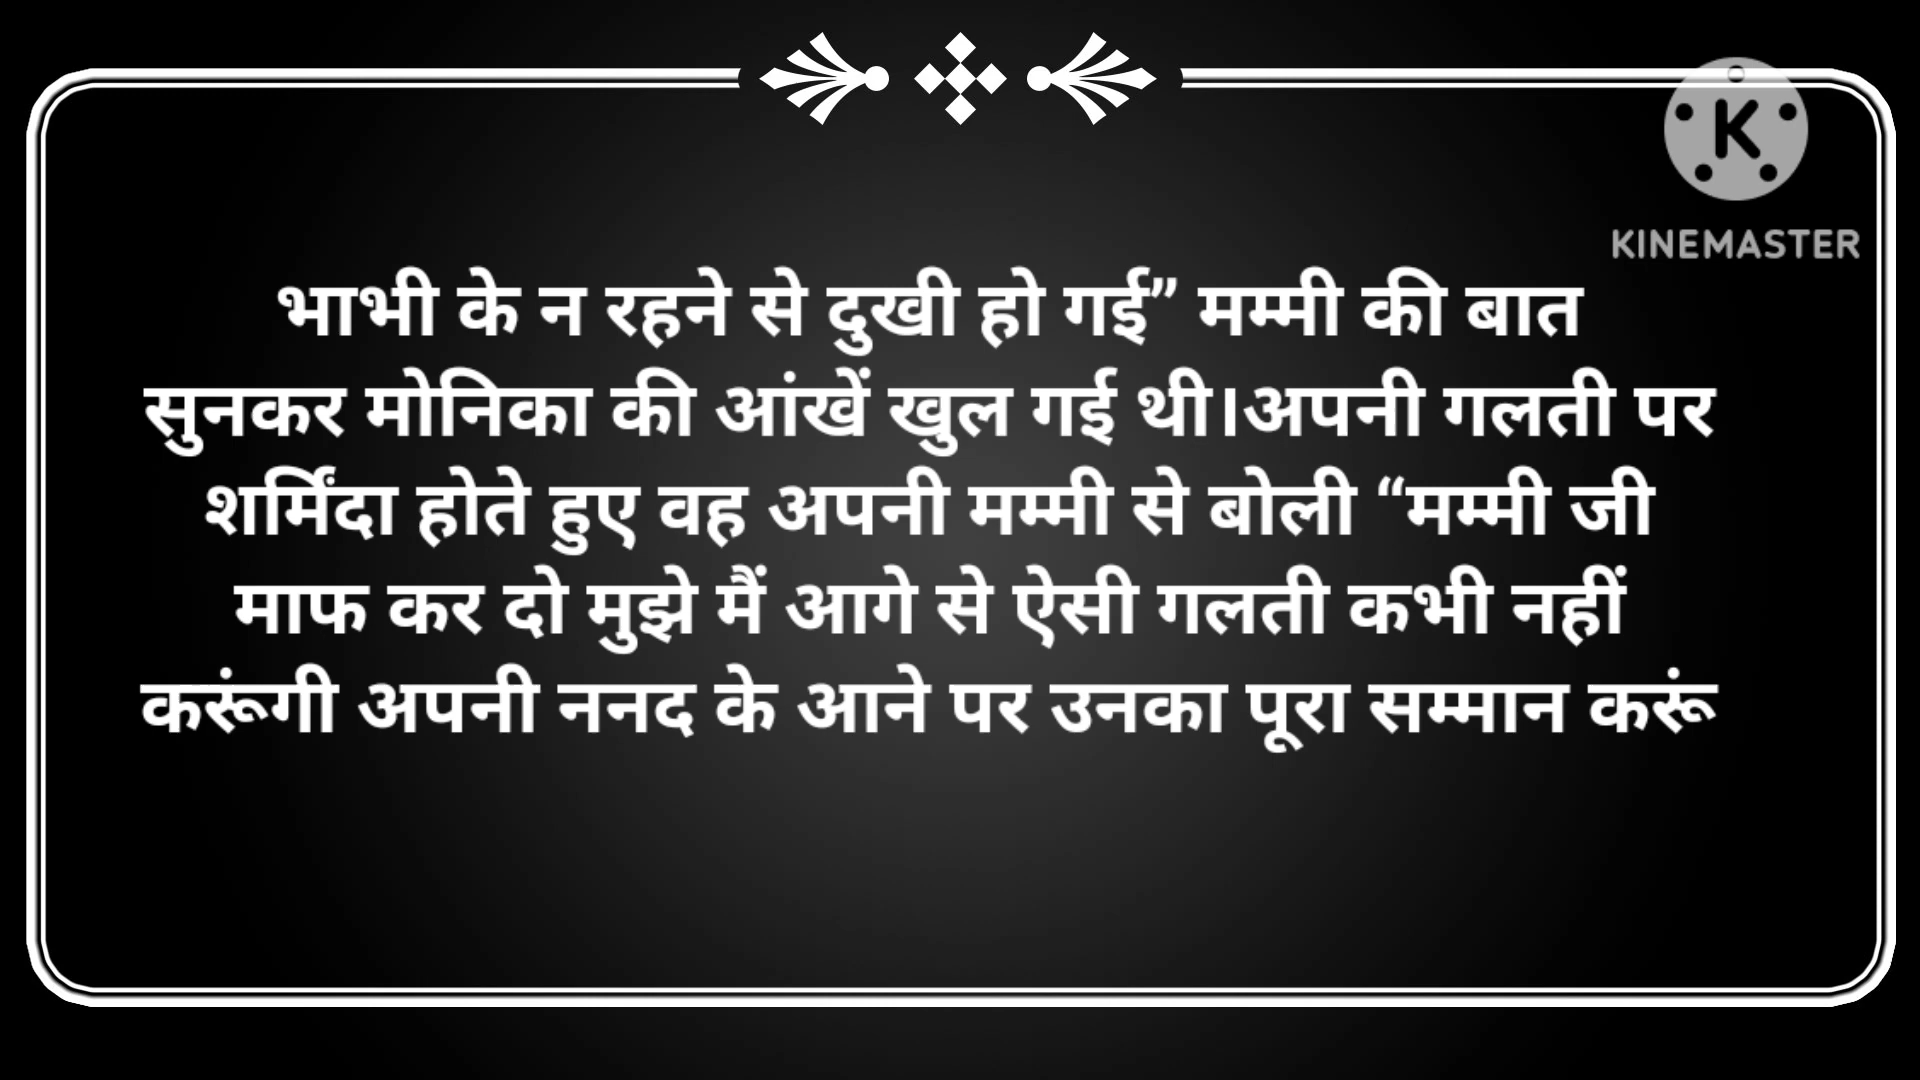 KINEMASTER
भाभी के न रहने से दुखी हो गई” मम्मी की बात
सुनकर मोनिका की आंखें खुल गई थी।अपनी गलती पर
शर्मिंदा होते हुए वह अपनी मम्मी से बोली “मम्मी जी
माफ कर दो मुझे मैं आगे से ऐसी गलती कभी नहीं
करूंगी अपनी ननद के आने पर उनका पूरा सम्मान करूं